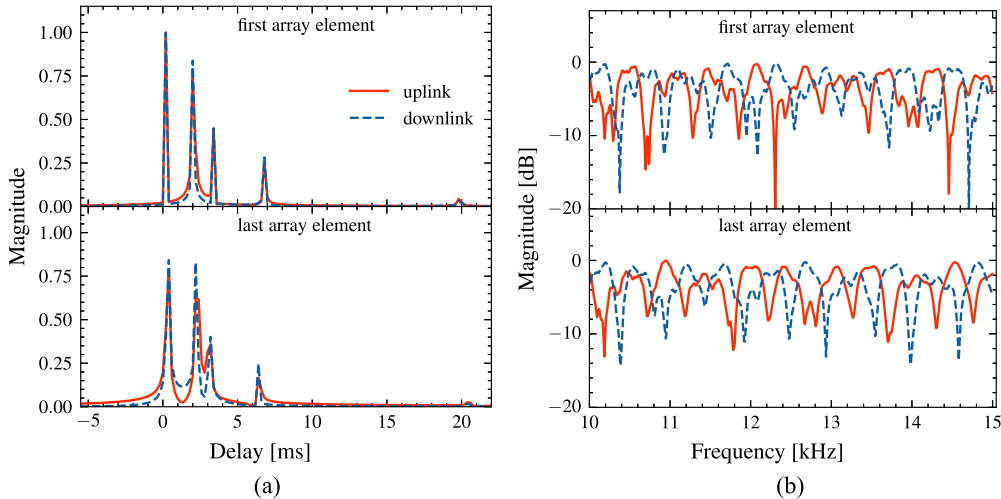 first array element
1.00
0.75
0.50
0.25
0.00
uplink
downlink
Magnitude
last array element
1.00
0.75
0.50
0.25
0.00
−5 0 5 10 15 20
Delay [ms]
(a)
first array element
0
−10
−20
Magnitude [dB]
last array element
0
−10
−20
10 11 12 13 14 15
Frequency [kHz]
(b)